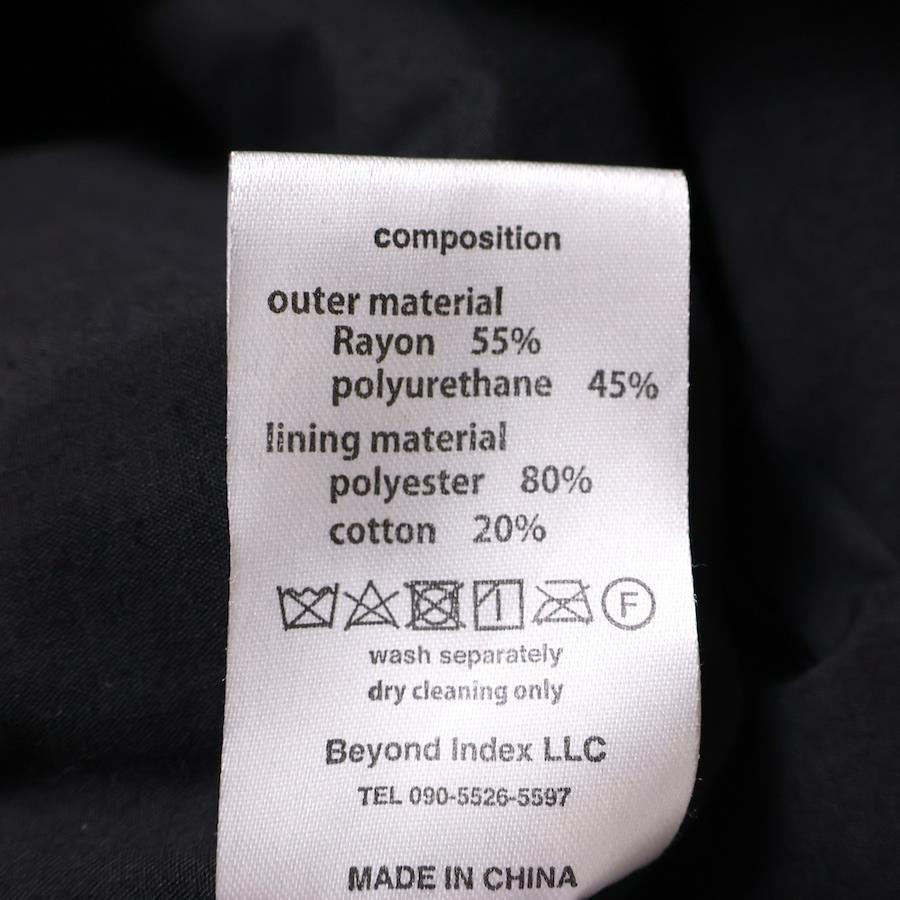 composition
outer material
Rayon 55%
polyurethane 45%
lining material
polyester 80%
cotton 20%
F
wash separately
dry cleaning only
Beyond Index LLC
TEL 090-5526-5597
MADE IN CHINA